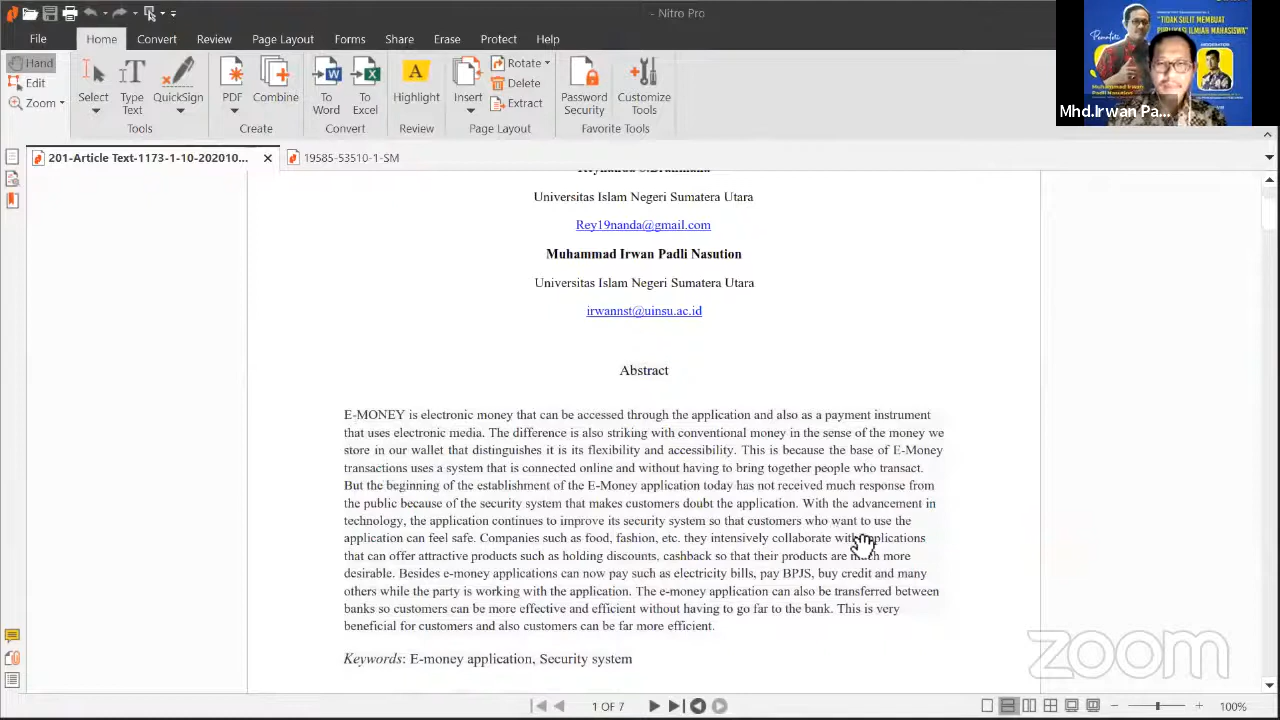 - Nitro Pro
File Home Convert Review Page Layout Forms Share Erase Protect Help
Hand
Edit
Zoom
Select
Type Text
QuickSign
Tools
PDF
Combine
Create
To Word
To Excel
Convert
Highlight
Review
Insert
Rotate
Delete
Extract
Page Layout
Password Security
Customize Tools
Favorite Tools
"TIDAK SULIT MEMBUAT
PUBLIKASI ILMIAH MAHASISWA"
Pemateri
Mhd.Irwan Pa...
201-Article Text-1173-1-10-202010... 19585-53510-1-SM
Universitas Islam Negeri Sumatera Utara
Rey19nanda@gmail.com
Muhammad Irwan Padli Nasution
Universitas Islam Negeri Sumatera Utara
irwannst@uinsu.ac.id
Abstract
E-MONEY is electronic money that can be accessed through the application and also as a payment instrument
that uses electronic media. The difference is also striking with conventional money in the sense of the money we
store in our wallet that distinguishes it is its flexibility and accessibility. This is because the base of E-Money
transactions uses a system that is connected online and without having to bring together people who transact.
But the beginning of the establishment of the E-Money application today has not received much response from
the public because of the security system that makes customers doubt the application. With the advancement in
technology, the application continues to improve its security system so that customers who want to use the
application can feel safe. Companies such as food, fashion, etc. they intensively collaborate with applications
that can offer attractive products such as holding discounts, cashback so that their products are much more
desirable. Besides e-money applications can now pay such as electricity bills, pay BPJS, buy credit and many
others while the party is working with the application. The e-money application can also be transferred between
banks so customers can be more effective and efficient without having to go far to the bank. This is very
beneficial for customers and also customers can be far more efficient.
Keywords: E-money application, Security system
zoom
1 OF 7
100%